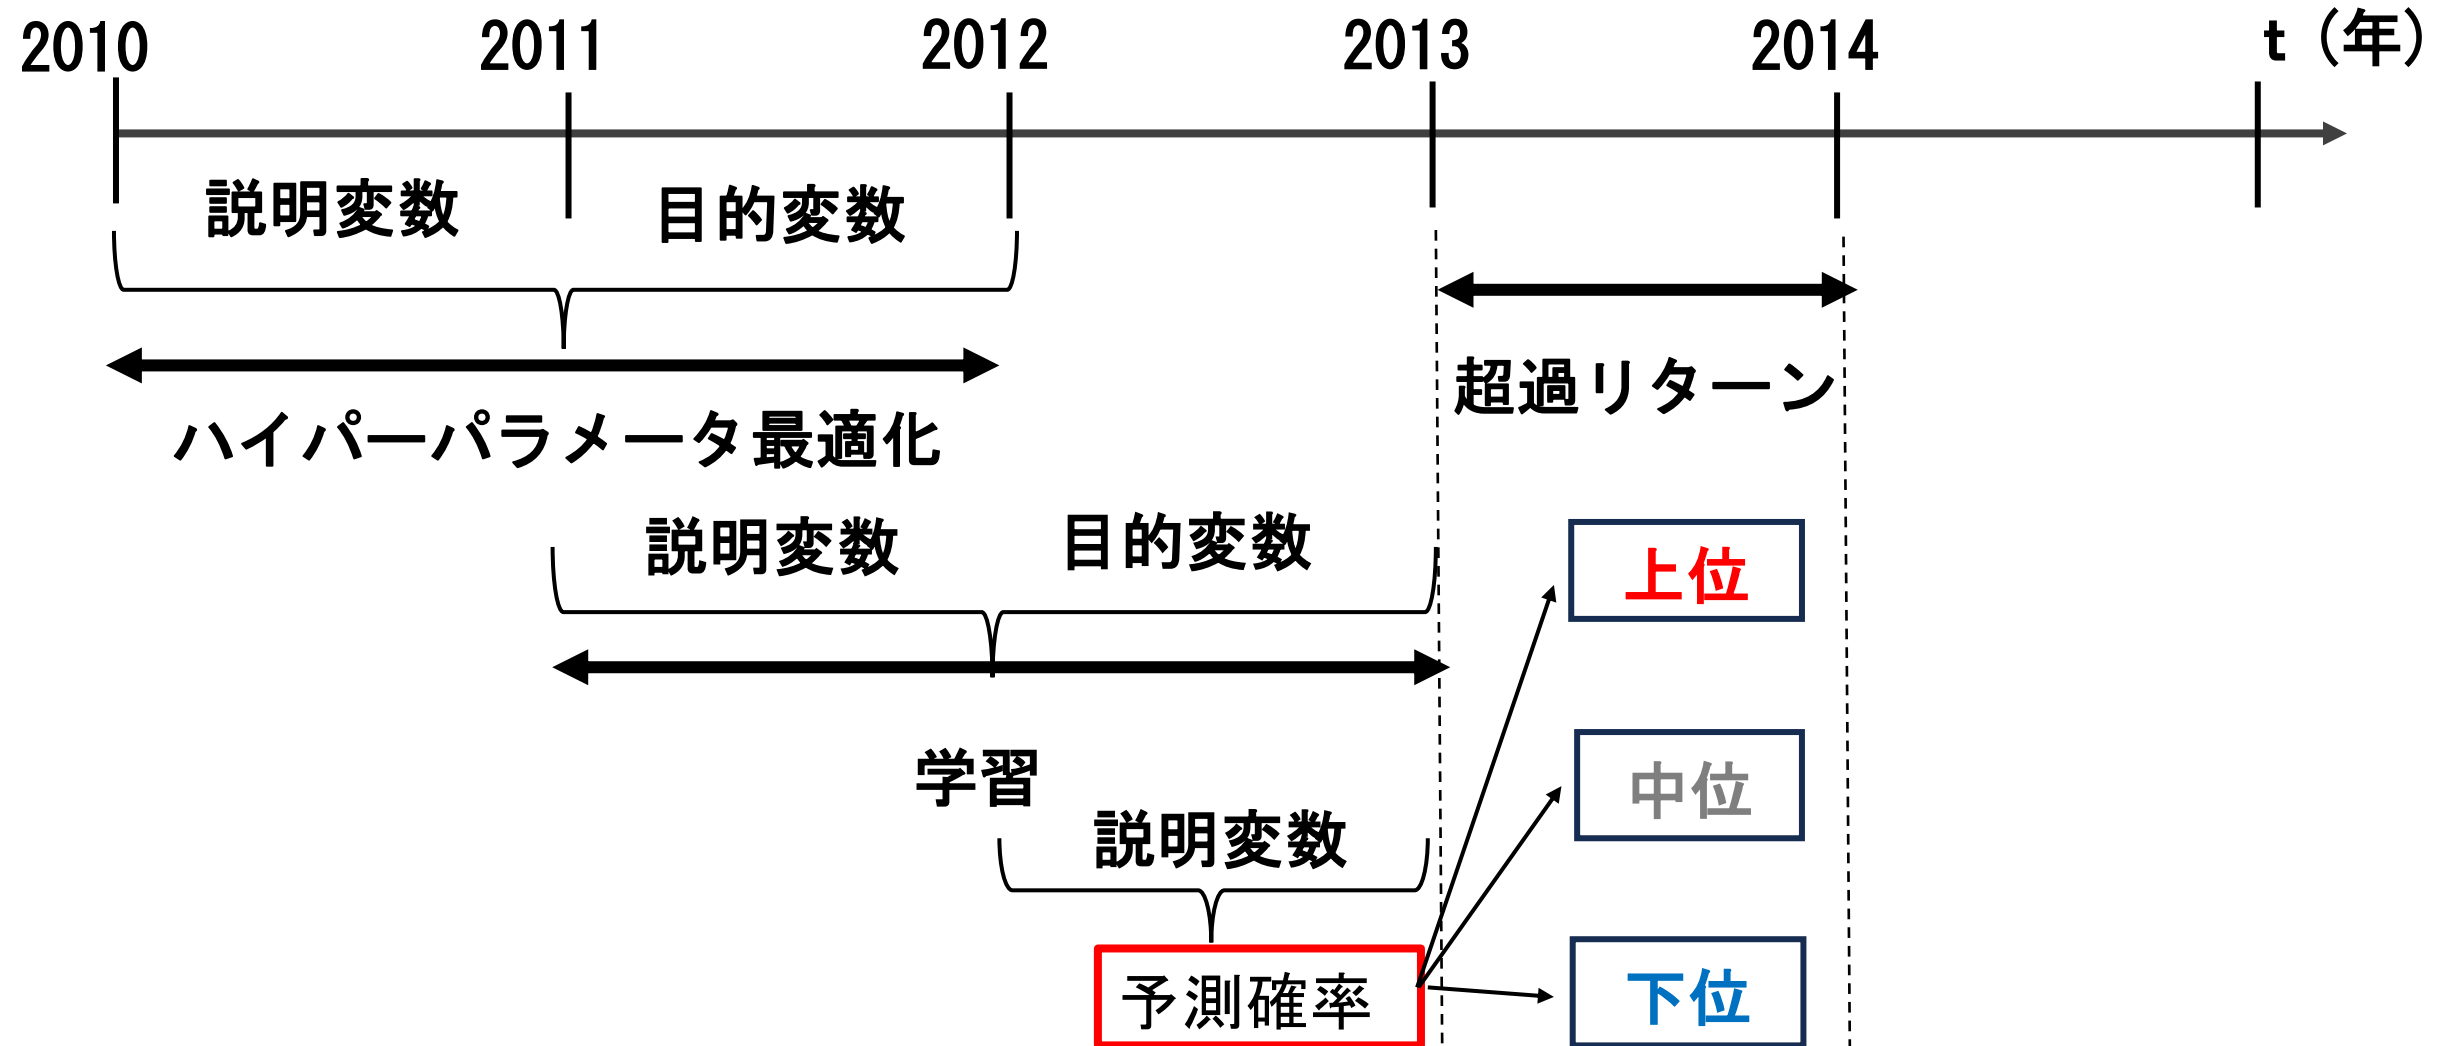 2010 2011 2012 2013 2014 t（年）
説明変数 目的変数
超過リターン
ハイパーパラメータ最適化
説明変数 目的変数
上位
学習
中位
説明変数
予測確率
下位